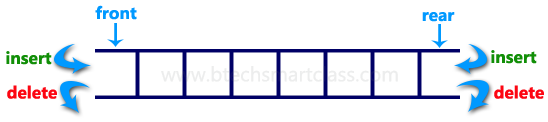 front
rear
insert
insert
www.btechsmartclass.com
delete
delete